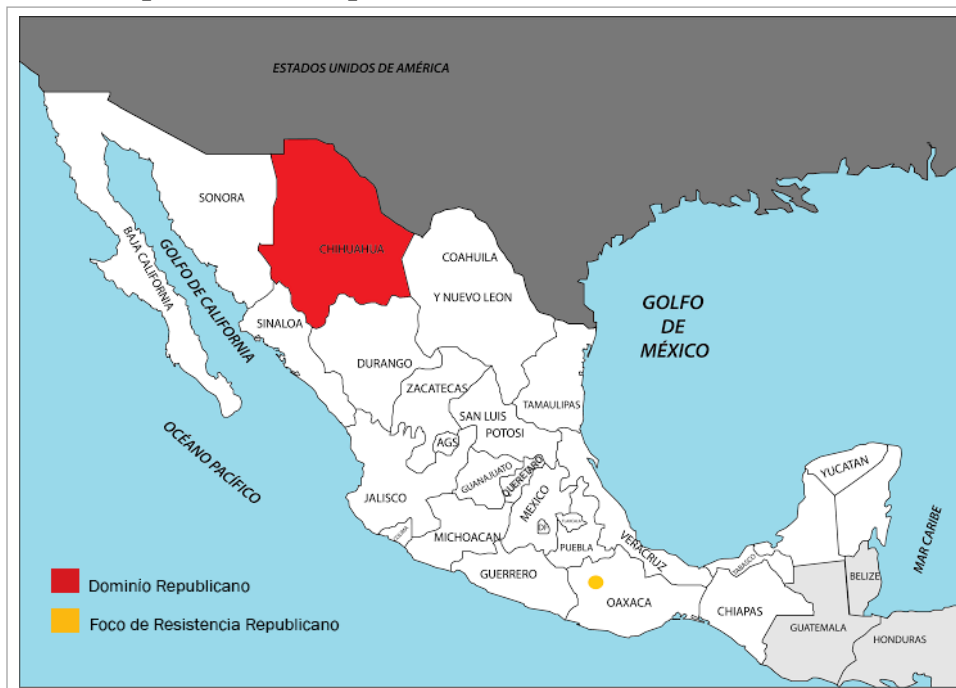 ESTADOS UNIDOS DE AMÉRICA
SONORA
CHIHUAHUA
COAHUILA
Y NUEVO LEON
BAJA CALIFORNIA
GOLFO DE CALIFORNIA
SINALOA
GOLFO
DE
MÉXICO
DURANGO
ZACATECAS
TAMAULIPAS
SAN LUIS
POTOSI
AGS
OCÉANO PACÍFICO
GUANAJUATO
QUERETARO
JALISCO
MEXICO
YUCATAN
MICHOACAN
DF
PUEBLA
VERACRUZ
TABASCO
MAR CARIBE
GUERRERO
OAXACA
CHIAPAS
BELIZE
GUATEMALA
HONDURAS
Dominío Republicano
Foco de Resistencia Republicano